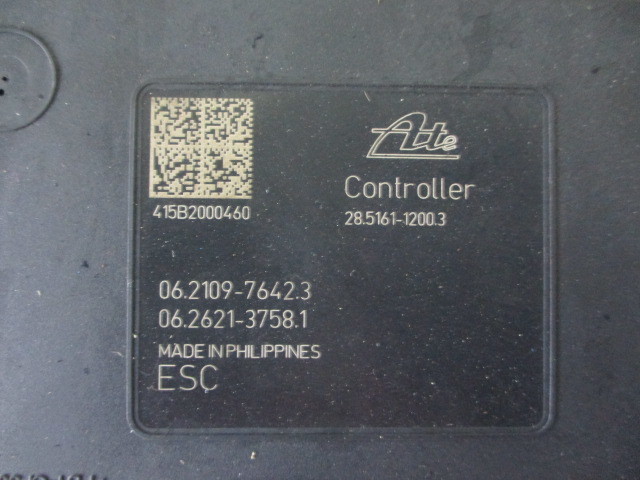 Ate
Controller
415B2000460
28.5161-1200.3
06.2109-7642.3
06.2621-3758.1
MADE IN PHILIPPINES
ESC